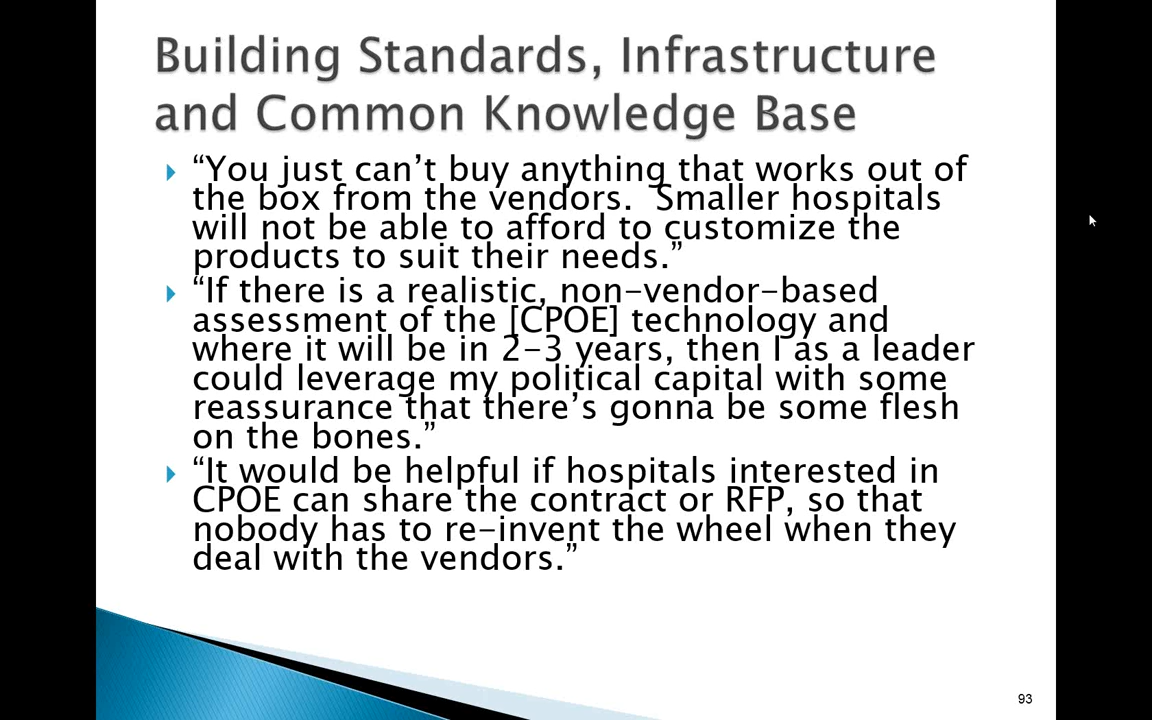 Building Standards, Infrastructure
and Common Knowledge Base
“You just can’t buy anything that works out of
the box from the vendors.  Smaller hospitals
will not be able to afford to customize the
products to suit their needs.”
“If there is a realistic, non-vendor-based
assessment of the [CPOE] technology and
where it will be in 2-3 years, then I as a leader
could leverage my political capital with some
reassurance that there’s gonna be some flesh
on the bones.”
“It would be helpful if hospitals interested in
CPOE can share the contract or RFP, so that
nobody has to re-invent the wheel when they
deal with the vendors.”
93